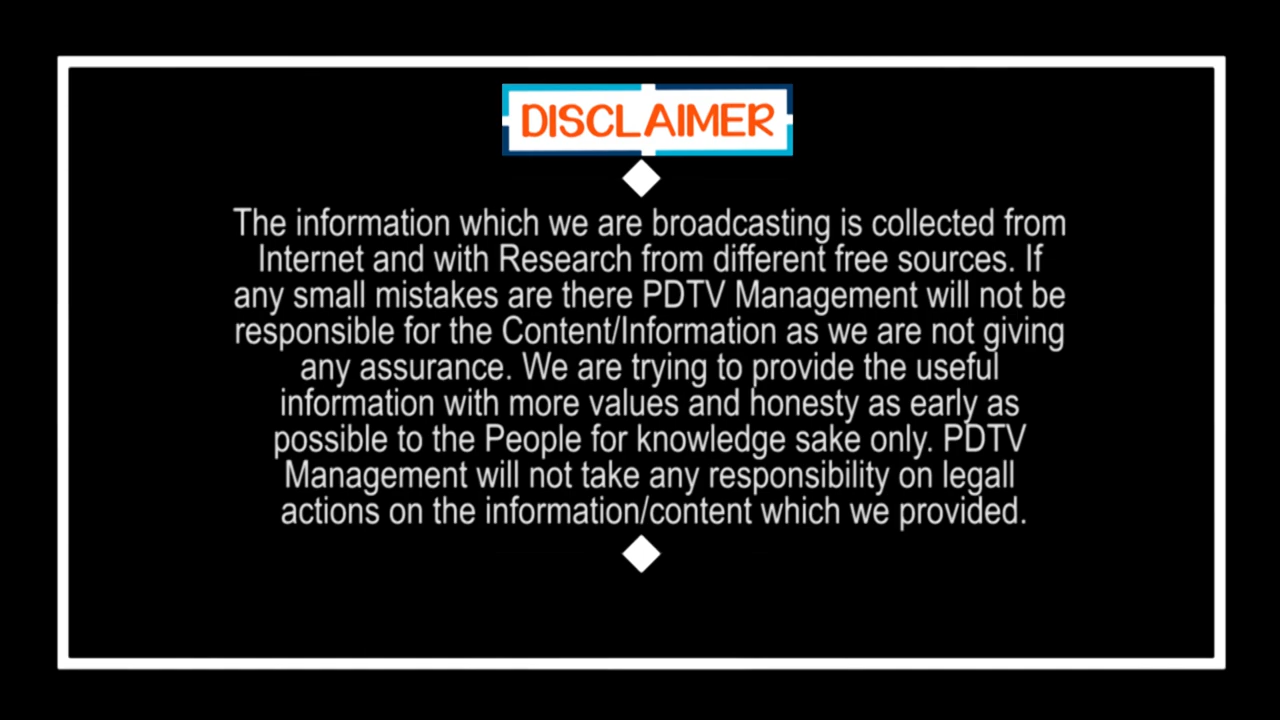 DISCLAIMER
The information which we are broadcasting is collected from
Internet and with Research from different free sources. If
any small mistakes are there PDTV Management will not be
responsible for the Content/Information as we are not giving
any assurance. We are trying to provide the useful
information with more values and honesty as early as
possible to the People for knowledge sake only. PDTV
Management will not take any responsibility on legall
actions on the information/content which we provided.